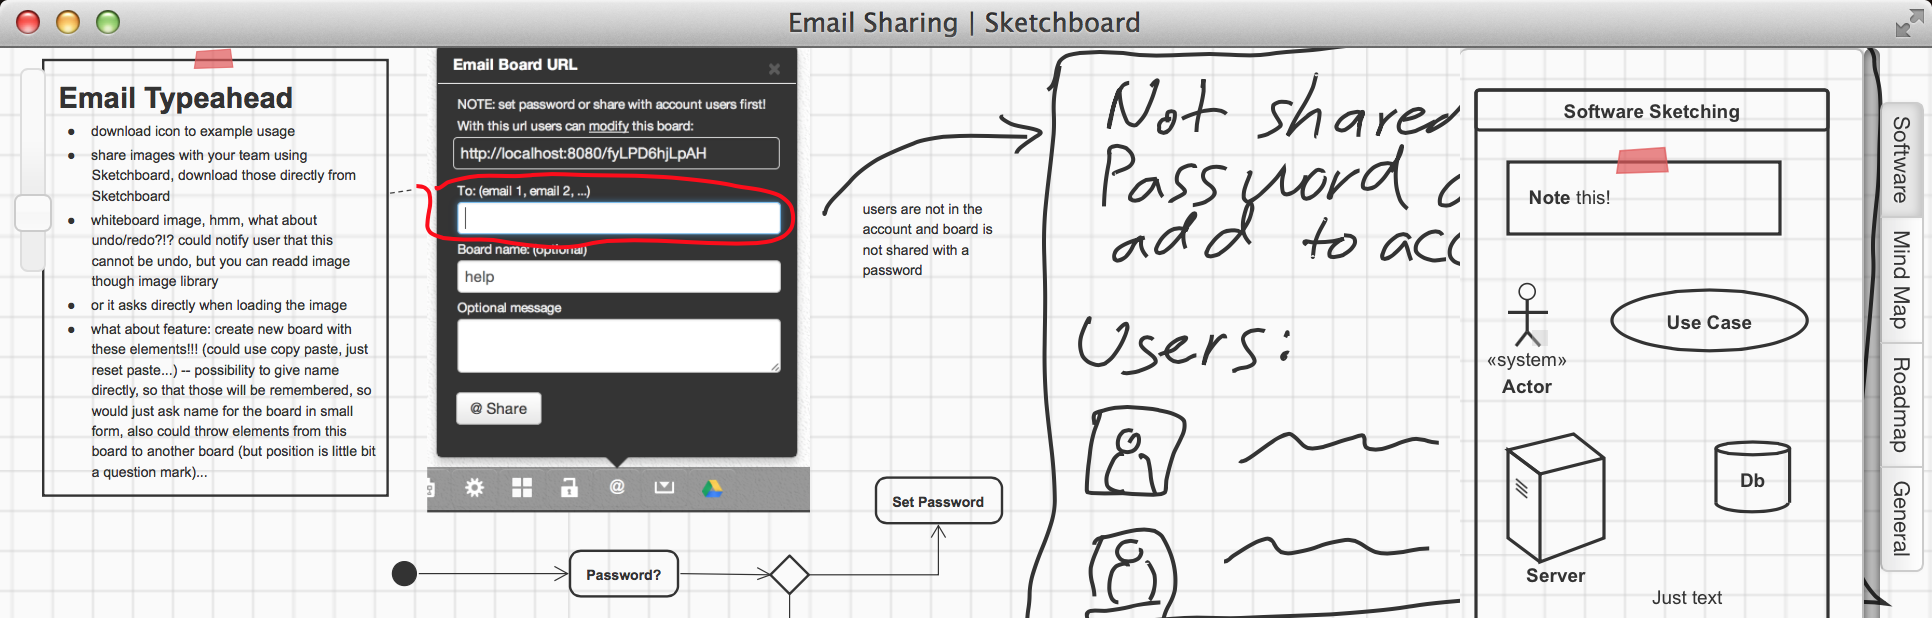 Email Sharing | Sketchboard
Email Typeahead
download icon to example usage
share images with your team using
Sketchboard, download those directly from
Sketchboard
whiteboard image, hmm, what about
undo/redo?!? could notify user that this
cannot be undo, but you can readd image
though image library
or it asks directly when loading the image
what about feature: create new board with
these elements!!! (could use copy paste, just
reset paste...) -- possibility to give name
directly, so that those will be remembered, so
would just ask name for the board in small
form, also could throw elements from this
board to another board (but position is little bit
a question mark)...
Email Board URL
NOTE: set password or share with account users first!
With this url users can modify this board:
http://localhost:8080/fyLPD6hjLpAH
To: (email 1, email 2, ...)
Board name: (optional)
help
Optional message
@ Share
@
users are not in the
account and board is
not shared with a
password
Set Password
Password?
Not shared
Password
add to acc
Users:
Software Sketching
Note this!
«system»
Actor
Use Case
Server
Db
Just text
Software
Mind Map
Roadmap
General